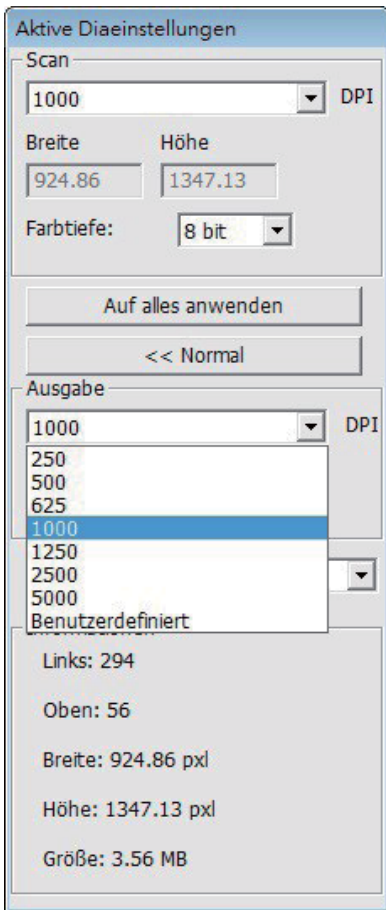 Aktive Diaeinstellungen
Scan
1000 DPI
Breite Höhe
924.86 1347.13
Farbtiefe: 8 bit
Auf alles anwenden
<< Normal
Ausgabe
1000 DPI
250
500
625
1000
1250
2500
5000
Benutzerdefiniert
Links: 294
Oben: 56
Breite: 924.86 pxl
Höhe: 1347.13 pxl
Größe: 3.56 MB